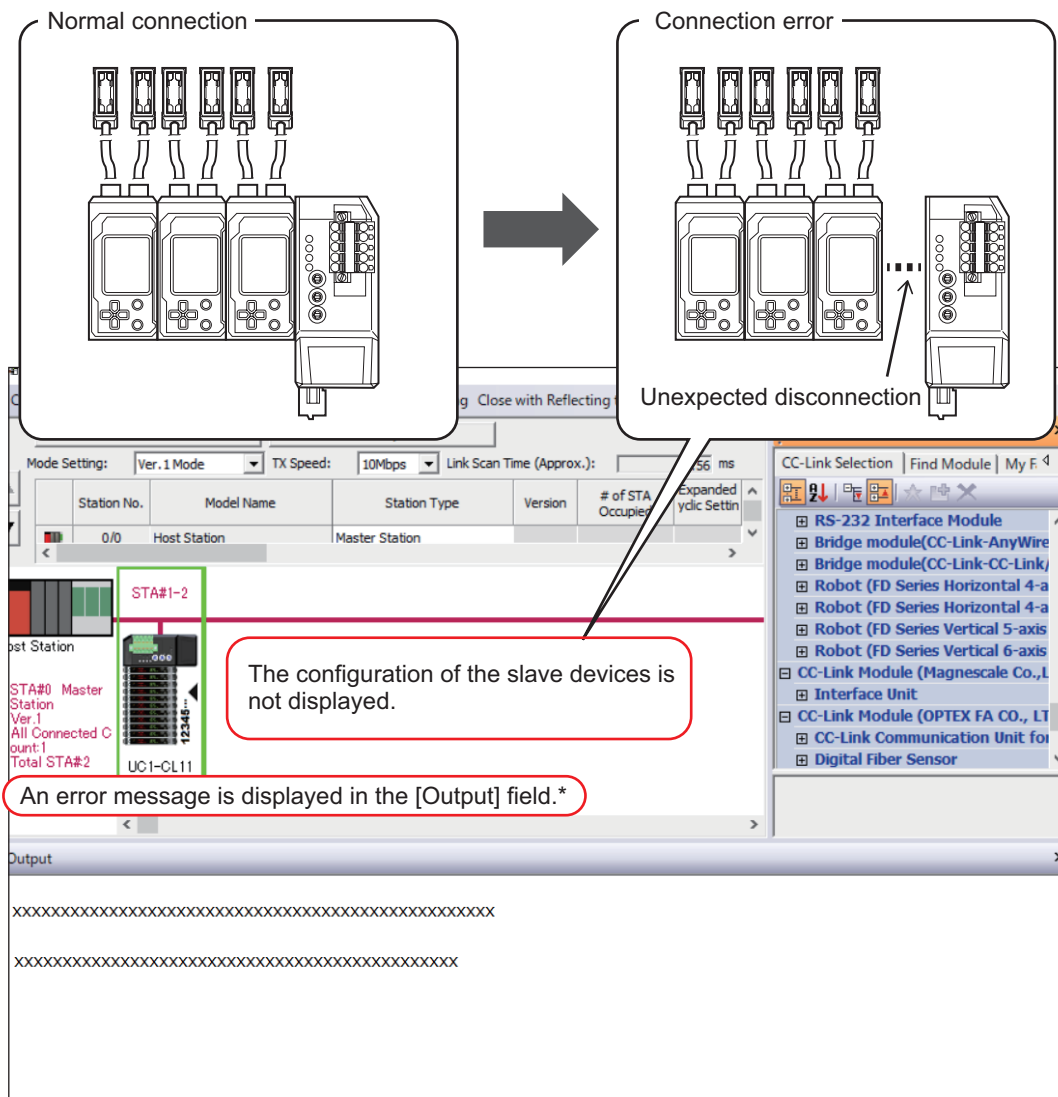 Normal connection
Connection error
Unexpected disconnection
g Close with Reflecting
Mode Setting: Ver.1 Mode TX Speed: 10Mbps Link Scan Time (Approx.): 56 ms
Station No. Model Name Station Type Version # of STA Occupied Expanded yclic Settin
0/0 Host Station Master Station
CC-Link Selection Find Module My F
RS-232 Interface Module
Bridge module(CC-Link-AnyWire
Bridge module(CC-Link-CC-Link/
Robot (FD Series Horizontal 4-a
Robot (FD Series Horizontal 4-a
Robot (FD Series Vertical 5-axis
Robot (FD Series Vertical 6-axis
CC-Link Module (Magnescale Co.,L
Interface Unit
CC-Link Module (OPTEX FA CO., LT
CC-Link Communication Unit for
Digital Fiber Sensor
STA#1-2
ost Station
STA#0 Master
Station
Ver.1
All Connected C
ount:1
Total STA#2
12345...
UC1-CL11
The configuration of the slave devices is
not displayed.
An error message is displayed in the [Output] field.*
Output
xxxxxxxxxxxxxxxxxxxxxxxxxxxxxxxxxxxxxxxxxxxxxxxxxx
xxxxxxxxxxxxxxxxxxxxxxxxxxxxxxxxxxxxxxxxxxxxxx